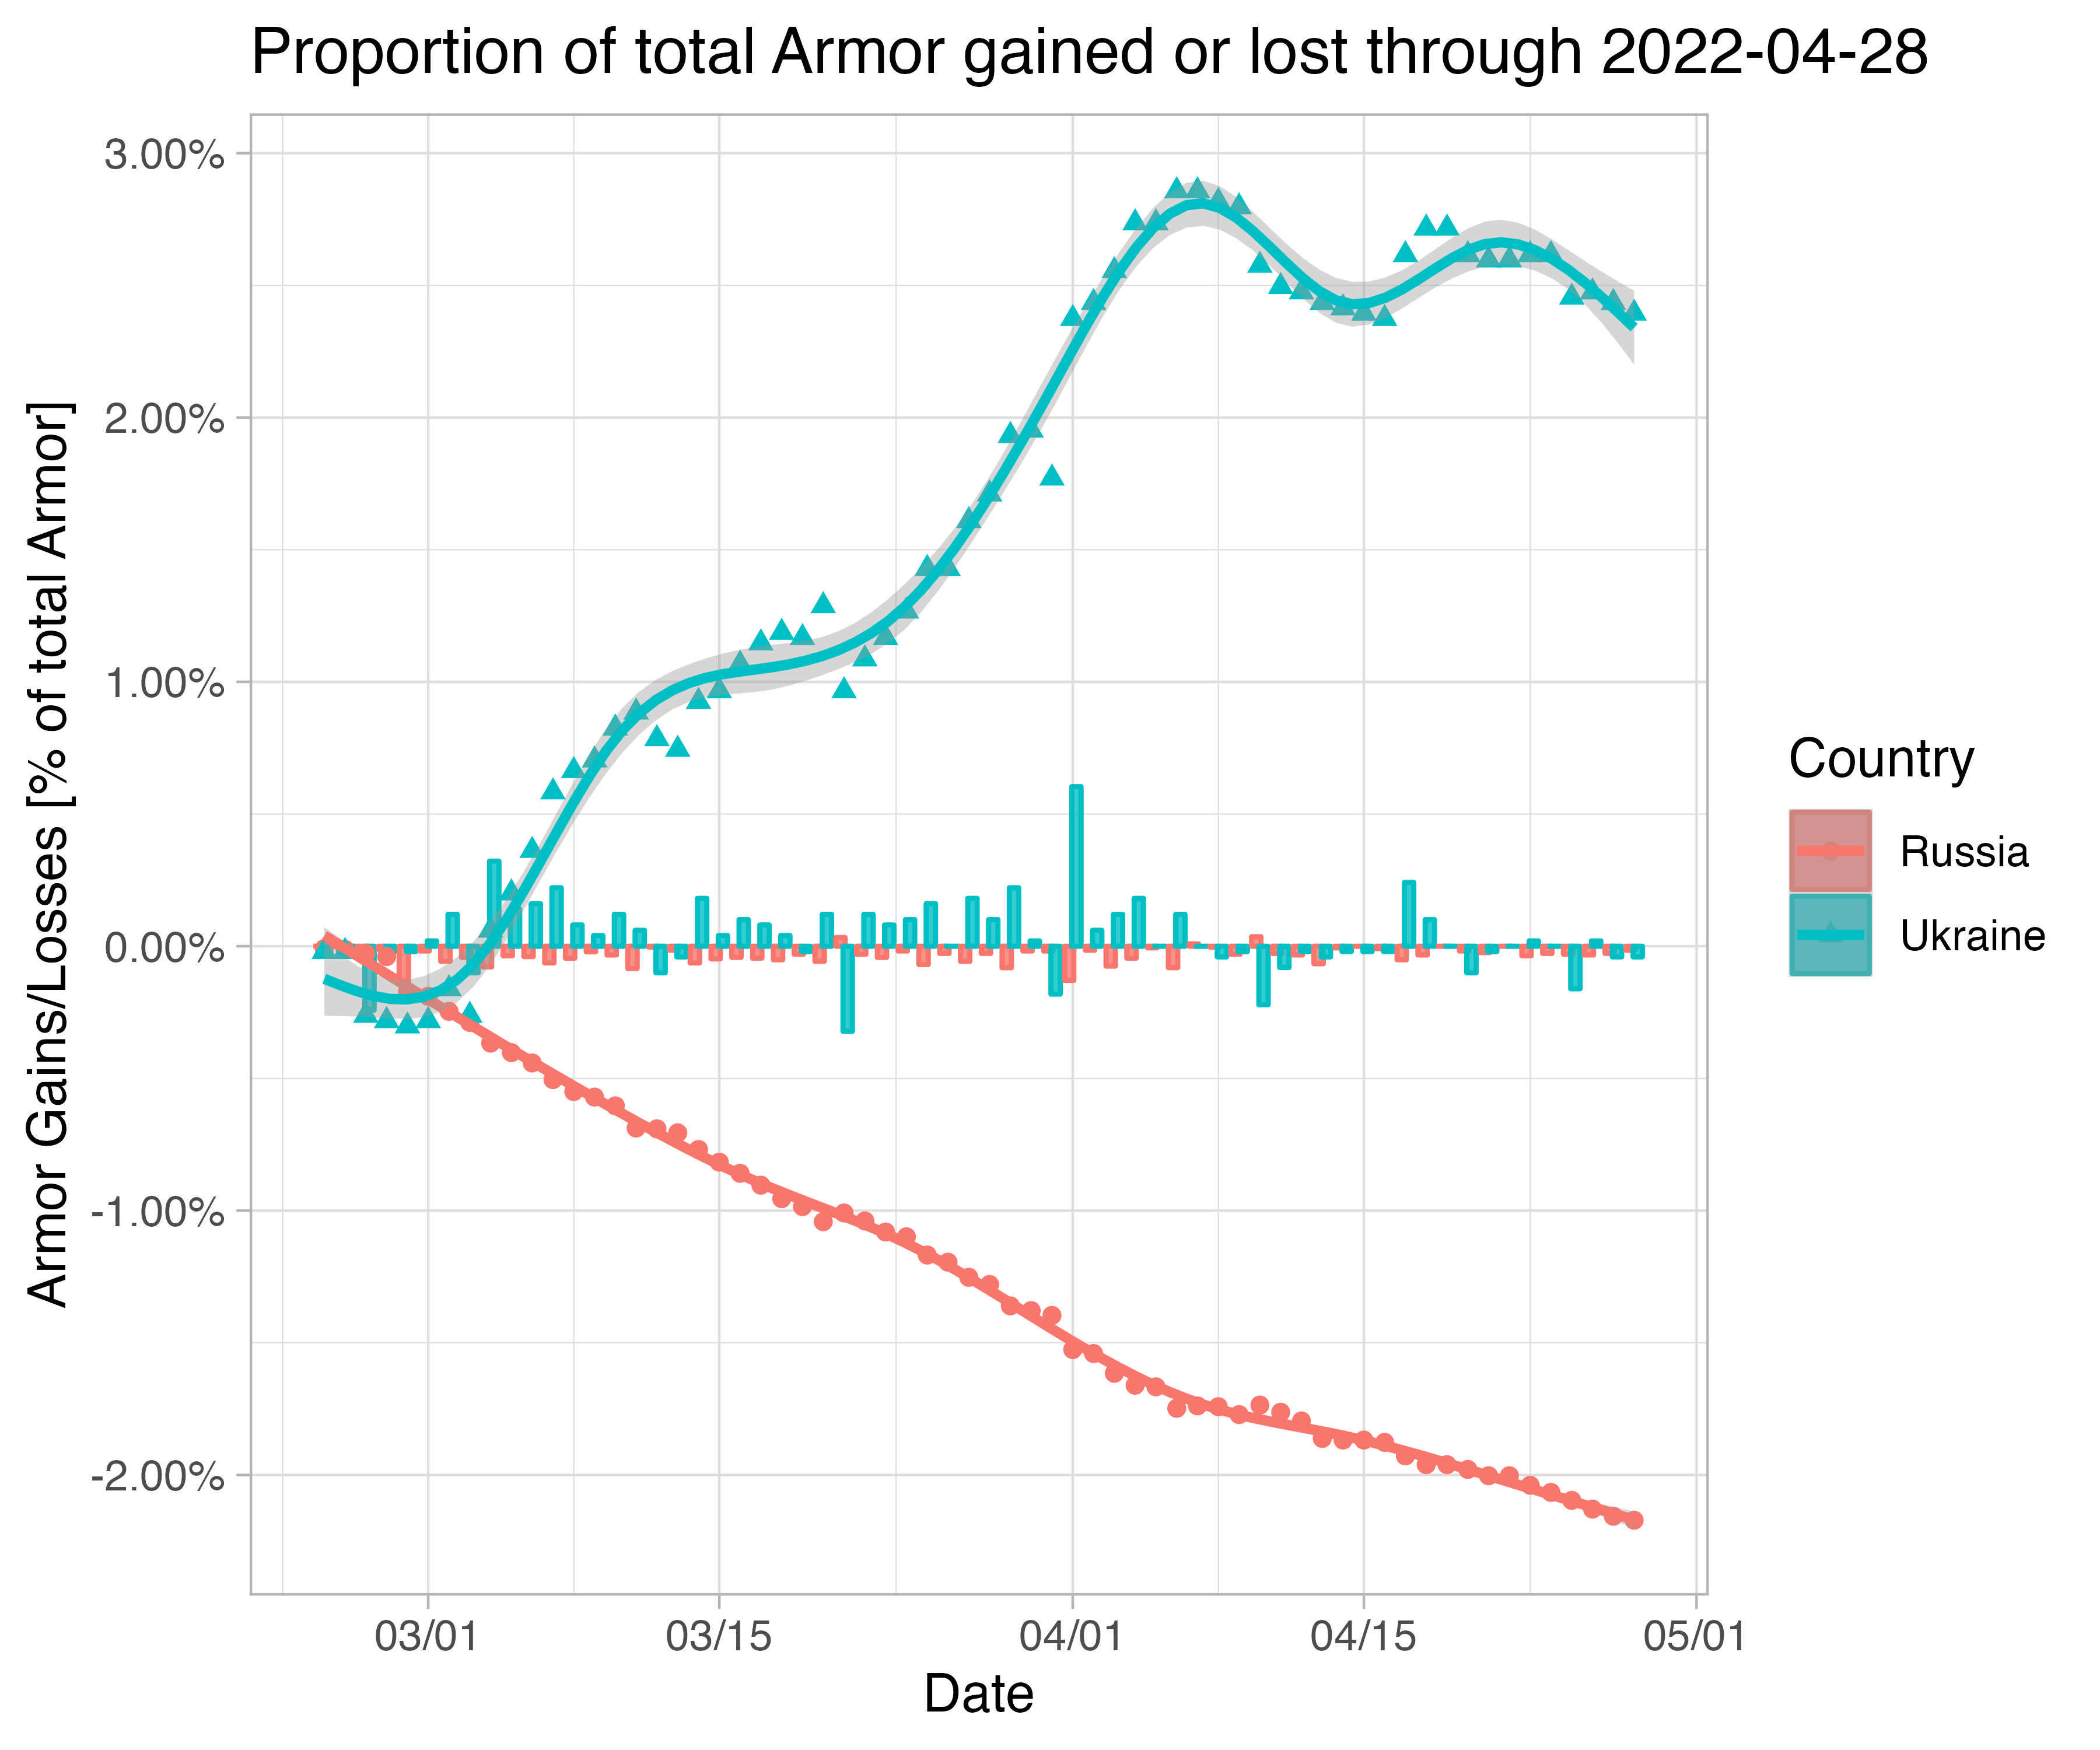 Proportion of total Armor gained or lost through 2022-04-28
Armor Gains/Losses [% of total Armor]
3.00%
2.00%
1.00%
0.00%
-1.00%
-2.00%
03/01
03/15
04/01
04/15
05/01
Date
Country
Russia
Ukraine